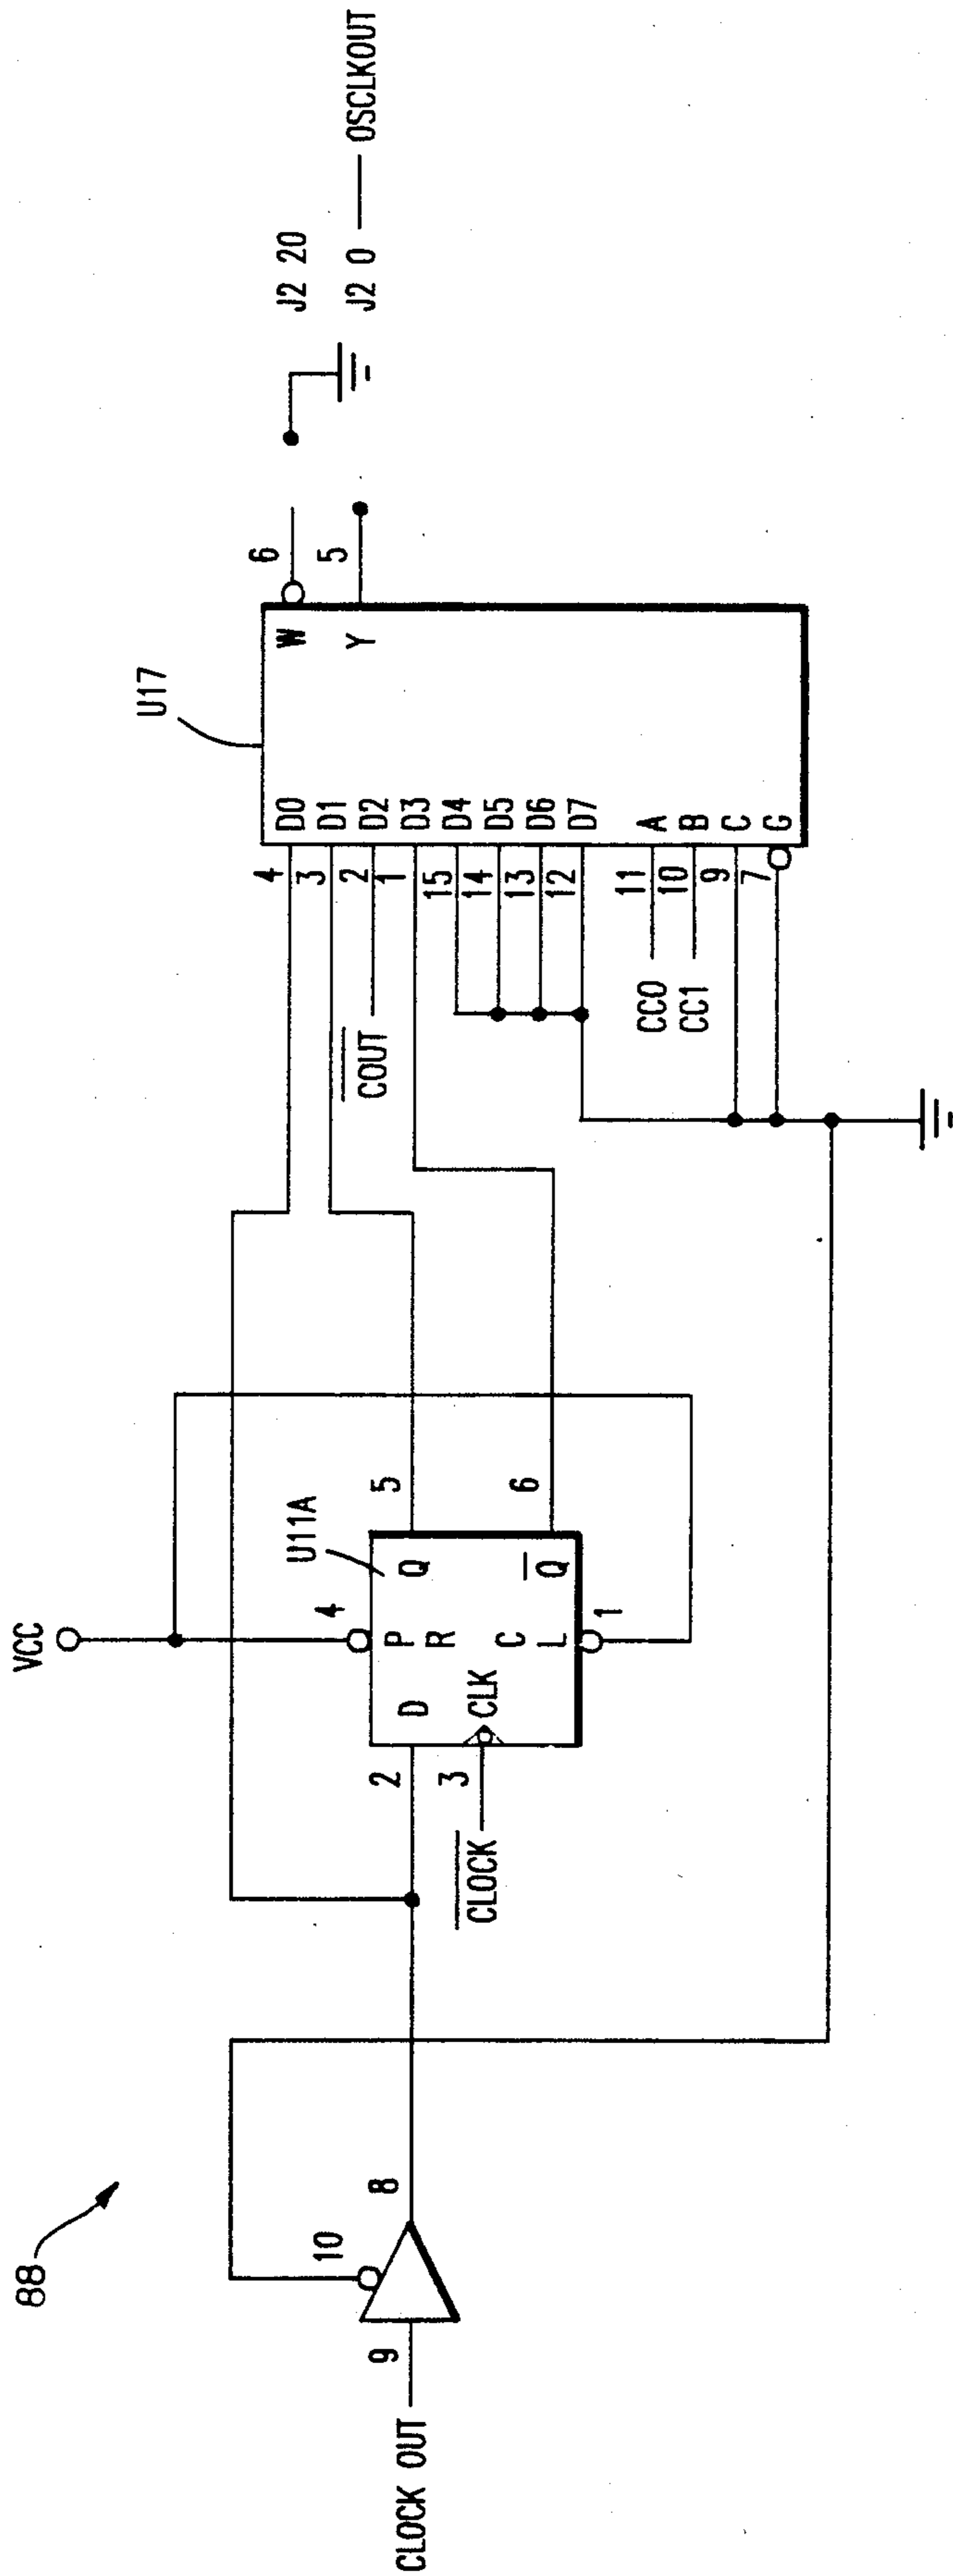 88
CLOCK OUT
9
10
8
VCC
CLOCK
2
3
D
CLK
P
R
C
L
4
1
U11A
Q
Q
5
6
COUT
CC0
CC1
4
3
2
1
15
14
13
12
11
10
9
7
D0
D1
D2
D3
D4
D5
D6
D7
A
B
C
G
U17
W
Y
6
5
J2 20
J2 0
OSCLKOUT